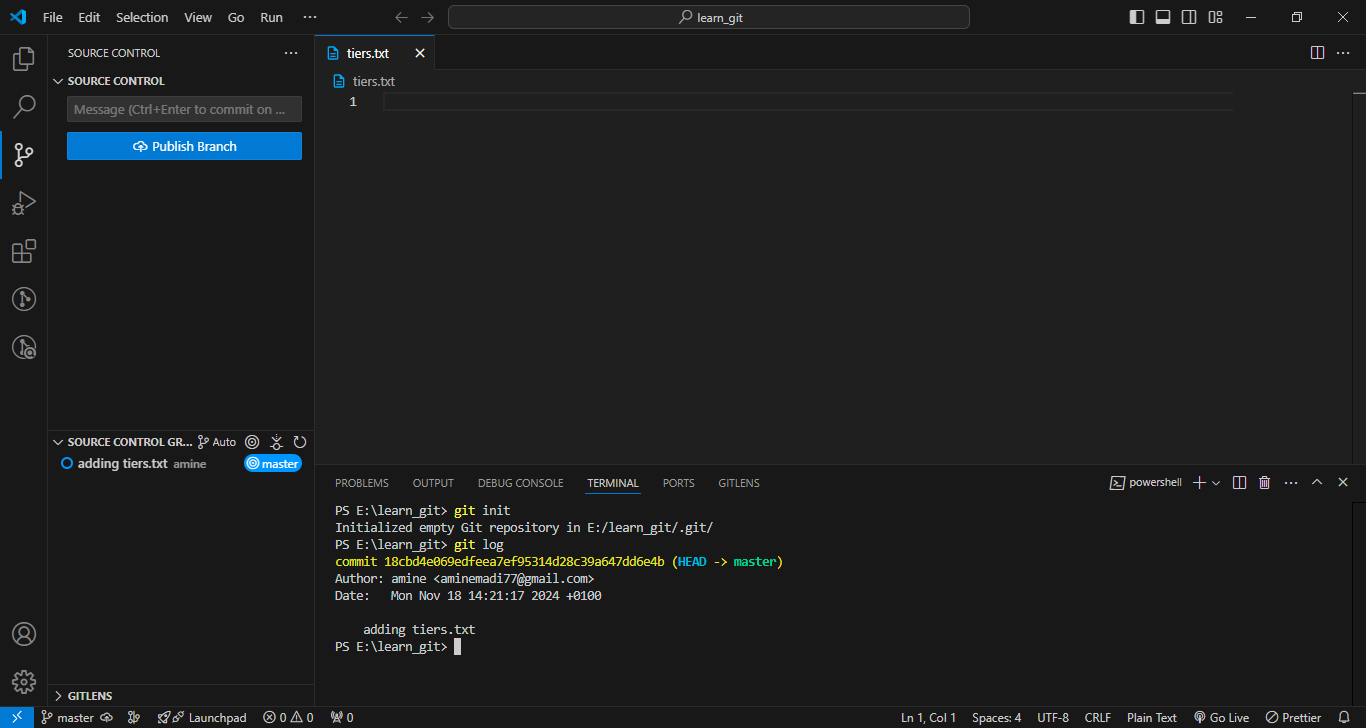 File Edit Selection View Go Run ··· learn_git
SOURCE CONTROL ···
SOURCE CONTROL
Message (Ctrl+Enter to commit on ...
Publish Branch
SOURCE CONTROL GR... Auto
adding tiers.txt amine master
GITLENS
tiers.txt
tiers.txt
1
PROBLEMS OUTPUT DEBUG CONSOLE TERMINAL PORTS GITLENS powershell
PS E:\learn_git> git init
Initialized empty Git repository in E:/learn_git/.git/
PS E:\learn_git> git log
commit 18cbd4e069edfeea7ef95314d28c39a647dd6e4b (HEAD -> master)
Author: amine <aminemadi77@gmail.com>
Date:   Mon Nov 18 14:21:17 2024 +0100
adding tiers.txt
PS E:\learn_git>
master Launchpad 0 0 0 Ln 1, Col 1 Spaces: 4 UTF-8 CRLF Plain Text Go Live Prettier